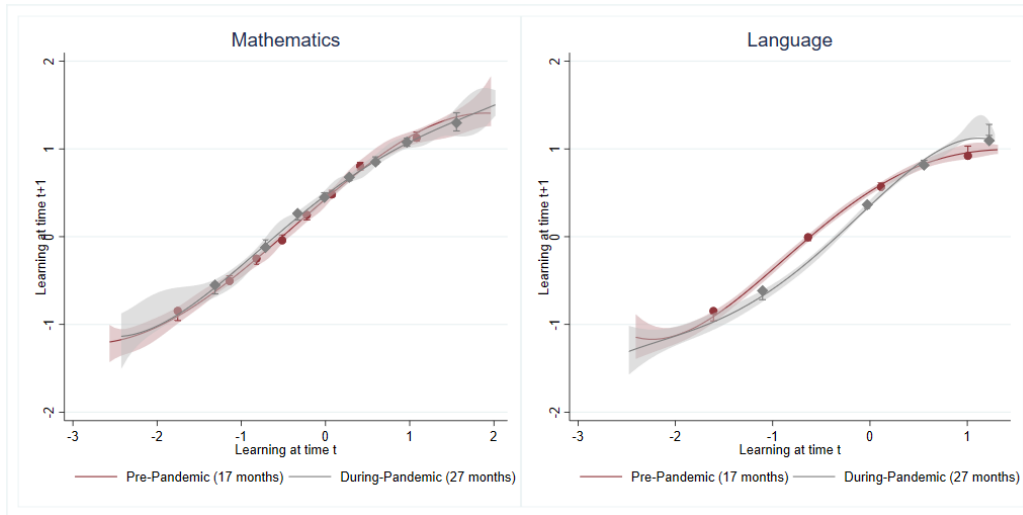 Mathematics
Learning at time t+1
2
1
0
-1
-2
-3
-2
-1
0
1
2
Learning at time t
Pre-Pandemic (17 months)
During-Pandemic (27 months)
Language
Learning at time t+1
2
1
0
-1
-2
-3
-2
-1
0
1
Learning at time t
Pre-Pandemic (17 months)
During-Pandemic (27 months)